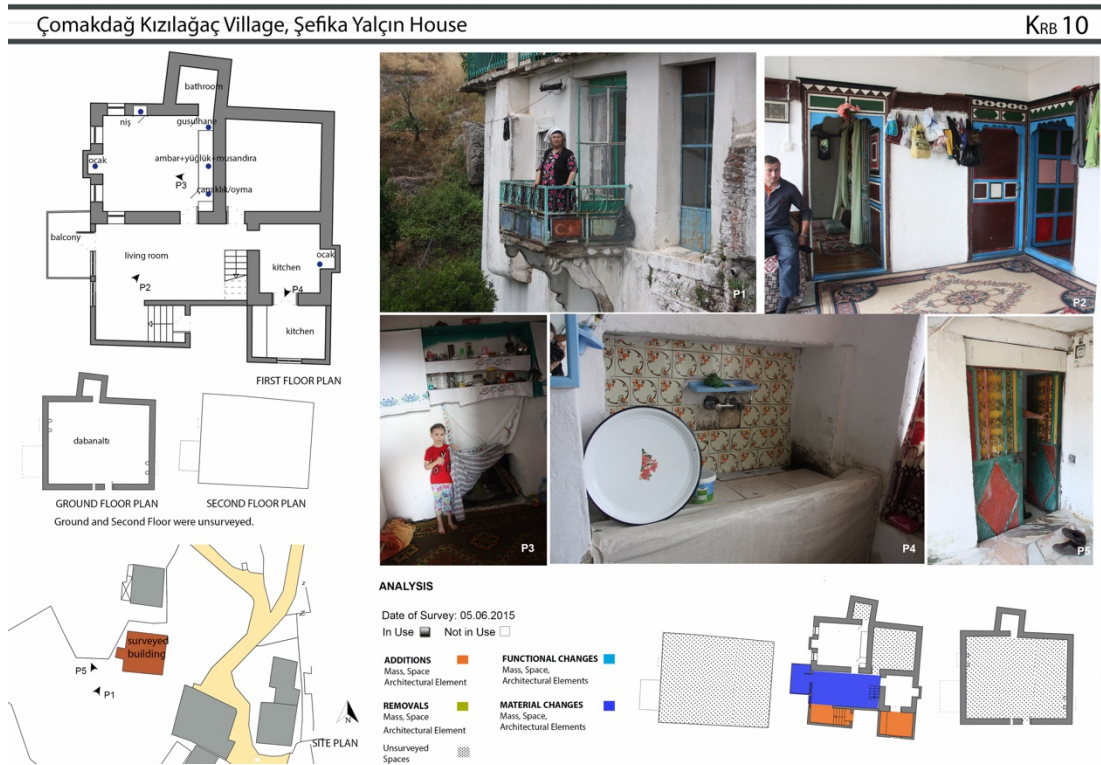 Çomakdağ Kızılağaç Village, Şefika Yalçın House
KRB 10
bathroom
niş
gusulhane
ocak
ambar+yüğlük+musandıra
P3
çanaklık/oyma
balcony
living room
P2
kitchen
ocak
P4
kitchen
FIRST FLOOR PLAN
dabanaltı
GROUND FLOOR PLAN
SECOND FLOOR PLAN
Ground and Second Floor were unsurveyed.
surveyed
building
P5
P1
N
SITE PLAN
P1
P2
P3
P4
P5
ANALYSIS
Date of Survey: 05.06.2015
In Use
Not in Use
ADDITIONS
Mass, Space
Architectural Element
FUNCTIONAL CHANGES
Mass, Space,
Architectural Elements
REMOVALS
Mass, Space
Architectural Element
MATERIAL CHANGES
Mass, Space,
Architectural Elements
Unsurveyed
Spaces